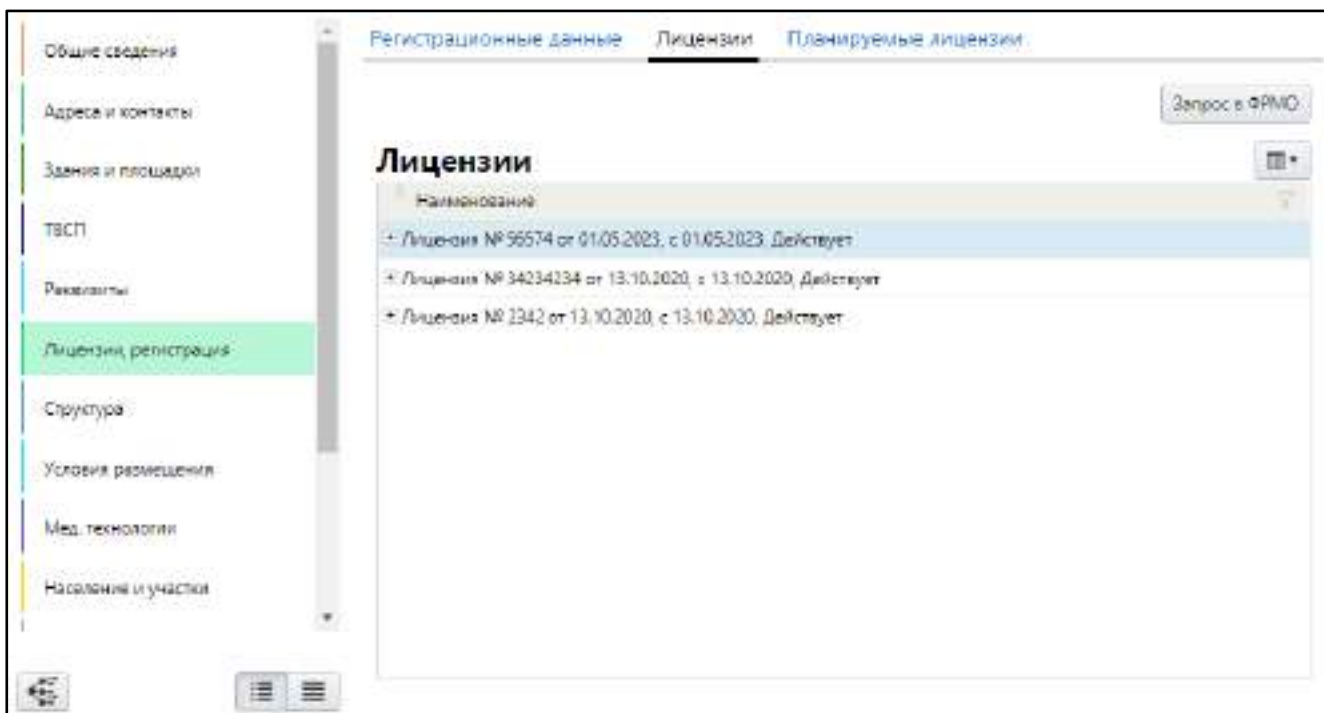 Общие сведения
Адреса и контакты
Здания и площадки
ТВСП
Реквизиты
Лицензии, регистрация
Структура
Условия размещения
Мед. технологии
Население и участки
Регистрационные данные Лицензии Планируемые лицензии
Запрос в ФРМО
Лицензии
Наименование
+ Лицензия № 56574 от 01.05.2023, с 01.05.2023, Действует
+ Лицензия № 34234234 от 13.10.2020, с 13.10.2020, Действует
+ Лицензия № 2342 от 13.10.2020, с 13.10.2020, Действует